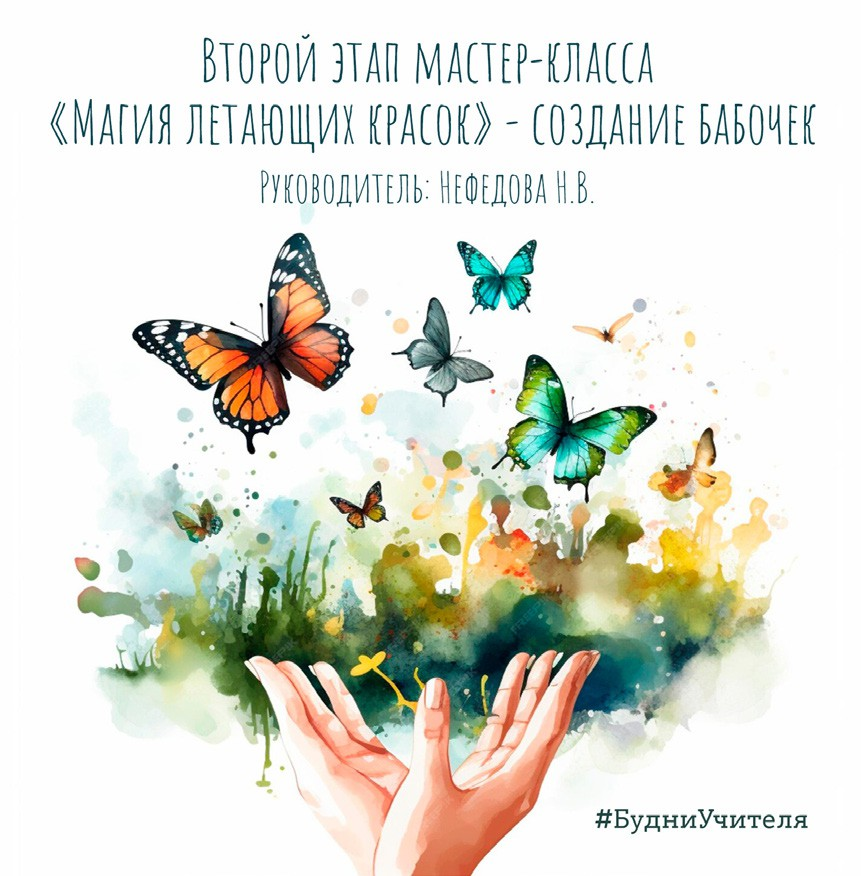 Второй этап мастер-класса
«Магия летающих красок» - создание бабочек
Руководитель: Нефедова Н.В.
#БудниУчителя